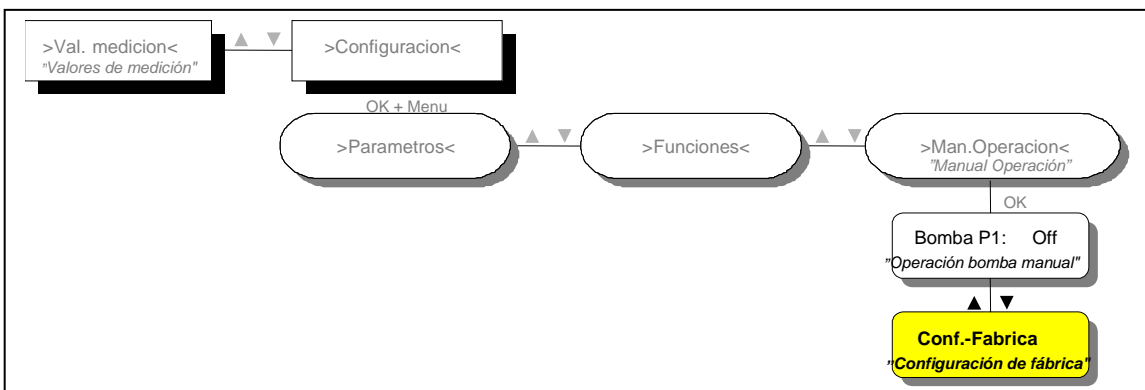 >Val. medicion<
"Valores de medición"
▲ ▼
>Configuracion<
OK + Menu
>Parametros<
▲ ▼
>Funciones<
▲ ▼
>Man.Operacion<
"Manual Operación"
OK
Bomba P1: Off
"Operación bomba manual"
▲ ▼
Conf.-Fabrica
"Configuración de fábrica"